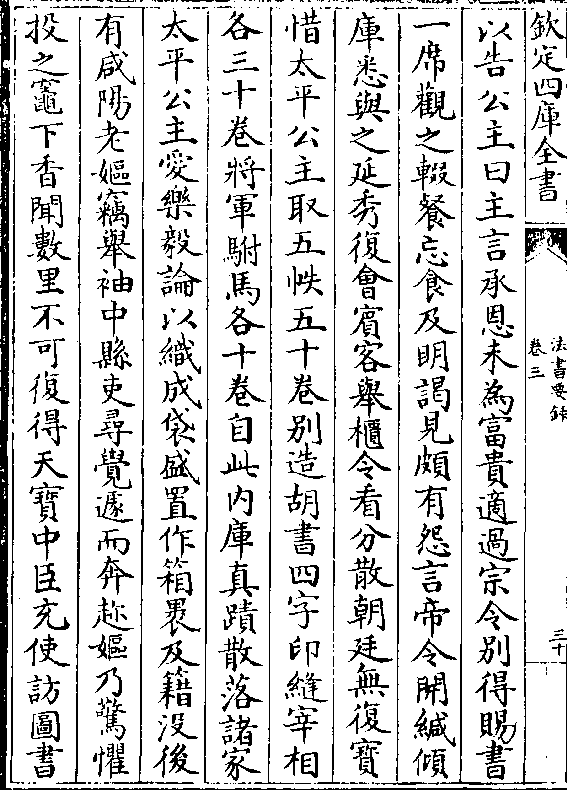 欽定四庫全書
法書要録
卷三
三十
以告公主曰主言承恩未為富貴適過宗令別得賜書
一席觀之輟餐忘食及明謁見頗有怨言帝令開緘傾
庫悉與之延秀復會賓客舉櫃令看分散朝廷無復寶
惜太平公主取五帙五十卷別造胡書四字印縫宰相
各三十卷將軍駙馬各十卷自此内庫真蹟散落諸家
太平公主愛樂毅論以織成袋盛置作箱褁及籍没後
有咸陽老嫗竊舉袖中縣吏尋覺遽而奔趂嫗乃驚懼
投之竈下香聞數里不可復得天寶中臣充使訪圖書